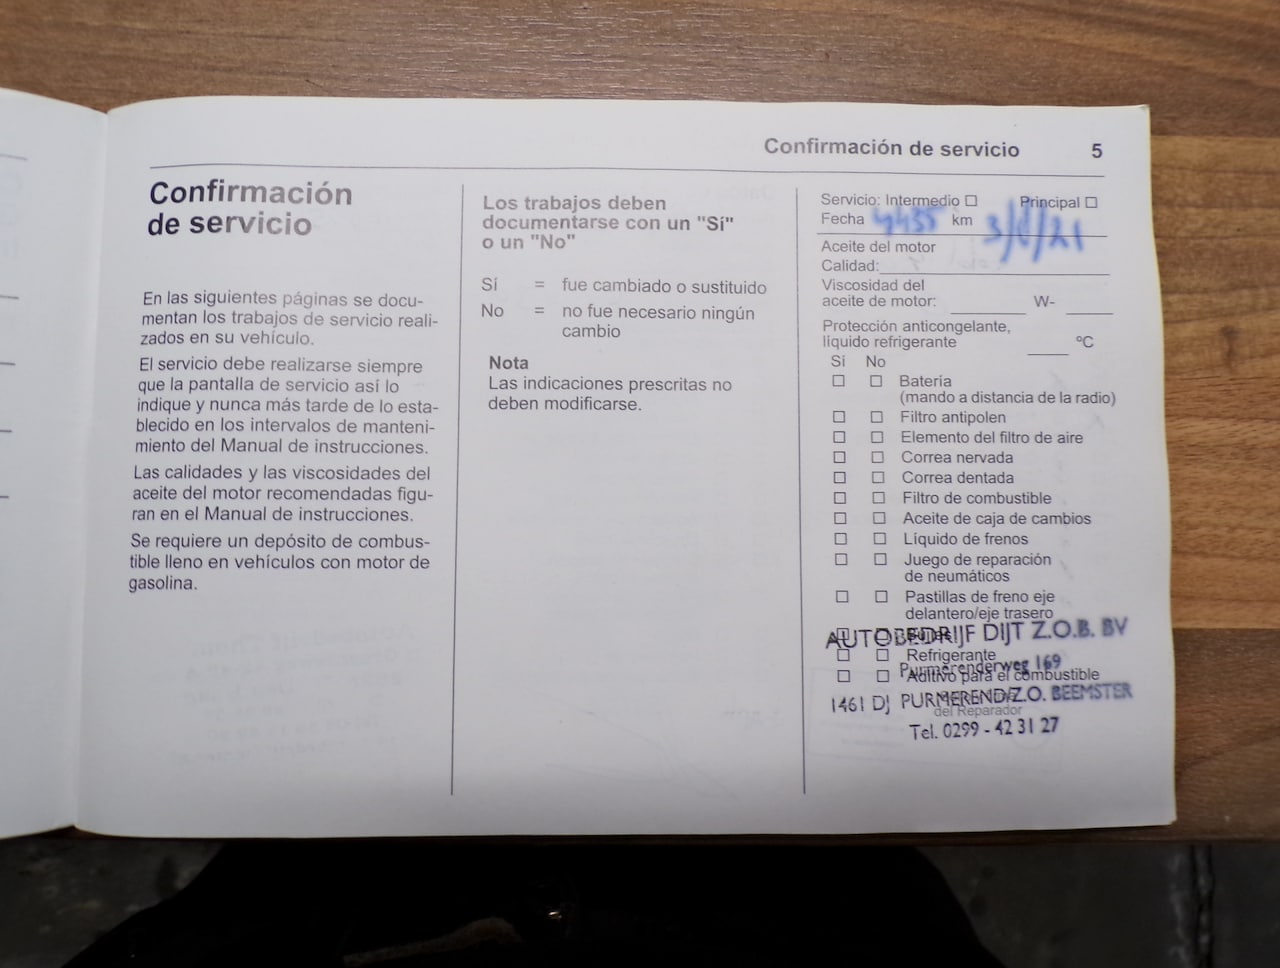 Confirmación de servicio 5
Confirmación
de servicio
En las siguientes páginas se docu-
mentan los trabajos de servicio reali-
zados en su vehículo.
El servicio debe realizarse siempre
que la pantalla de servicio así lo
indique y nunca más tarde de lo esta-
blecido en los intervalos de manteni-
miento del Manual de instrucciones.
Las calidades y las viscosidades del
aceite del motor recomendadas figu-
ran en el Manual de instrucciones.
Se requiere un depósito de combus-
tible lleno en vehículos con motor de
gasolina.
Los trabajos deben
documentarse con un "Sí"
o un "No"
Sí = fue cambiado o sustituido
No = no fue necesario ningún
cambio
Nota
Las indicaciones prescritas no
deben modificarse.
Servicio: Intermedio ☐ Principal ☐
Fecha km
Aceite del motor
Calidad:
Viscosidad del
aceite de motor: W-
Protección anticongelante,
líquido refrigerante ºC
Sí No
☐ ☐ Batería
(mando a distancia de la radio)
☐ ☐ Filtro antipolen
☐ ☐ Elemento del filtro de aire
☐ ☐ Correa nervada
☐ ☐ Correa dentada
☐ ☐ Filtro de combustible
☐ ☐ Aceite de caja de cambios
☐ ☐ Líquido de frenos
☐ ☐ Juego de reparación
de neumáticos
☐ ☐ Pastillas de freno eje
delantero/eje trasero
AUTOBEDRIJF DIJT Z.O.B. BV
☐ ☐ Refrigerante
Purmerenderweg 169
☐ ☐ Aditivo para el combustible
1461 DJ PURMEREND/Z.O. BEEMSTER
del Reparador
Tel. 0299 - 42 31 27